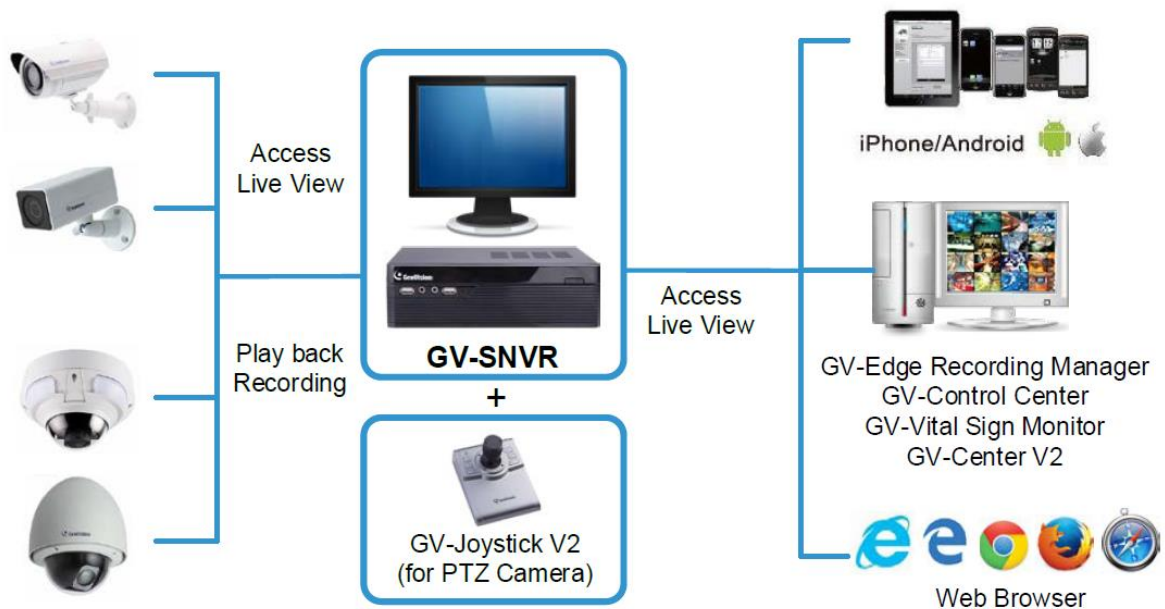 Access
Live View
Play back
Recording
GeoVision
GV-SNVR
+
GV-Joystick V2
(for PTZ Camera)
Access
Live View
iPhone/Android
GV-Edge Recording Manager
GV-Control Center
GV-Vital Sign Monitor
GV-Center V2
Web Browser